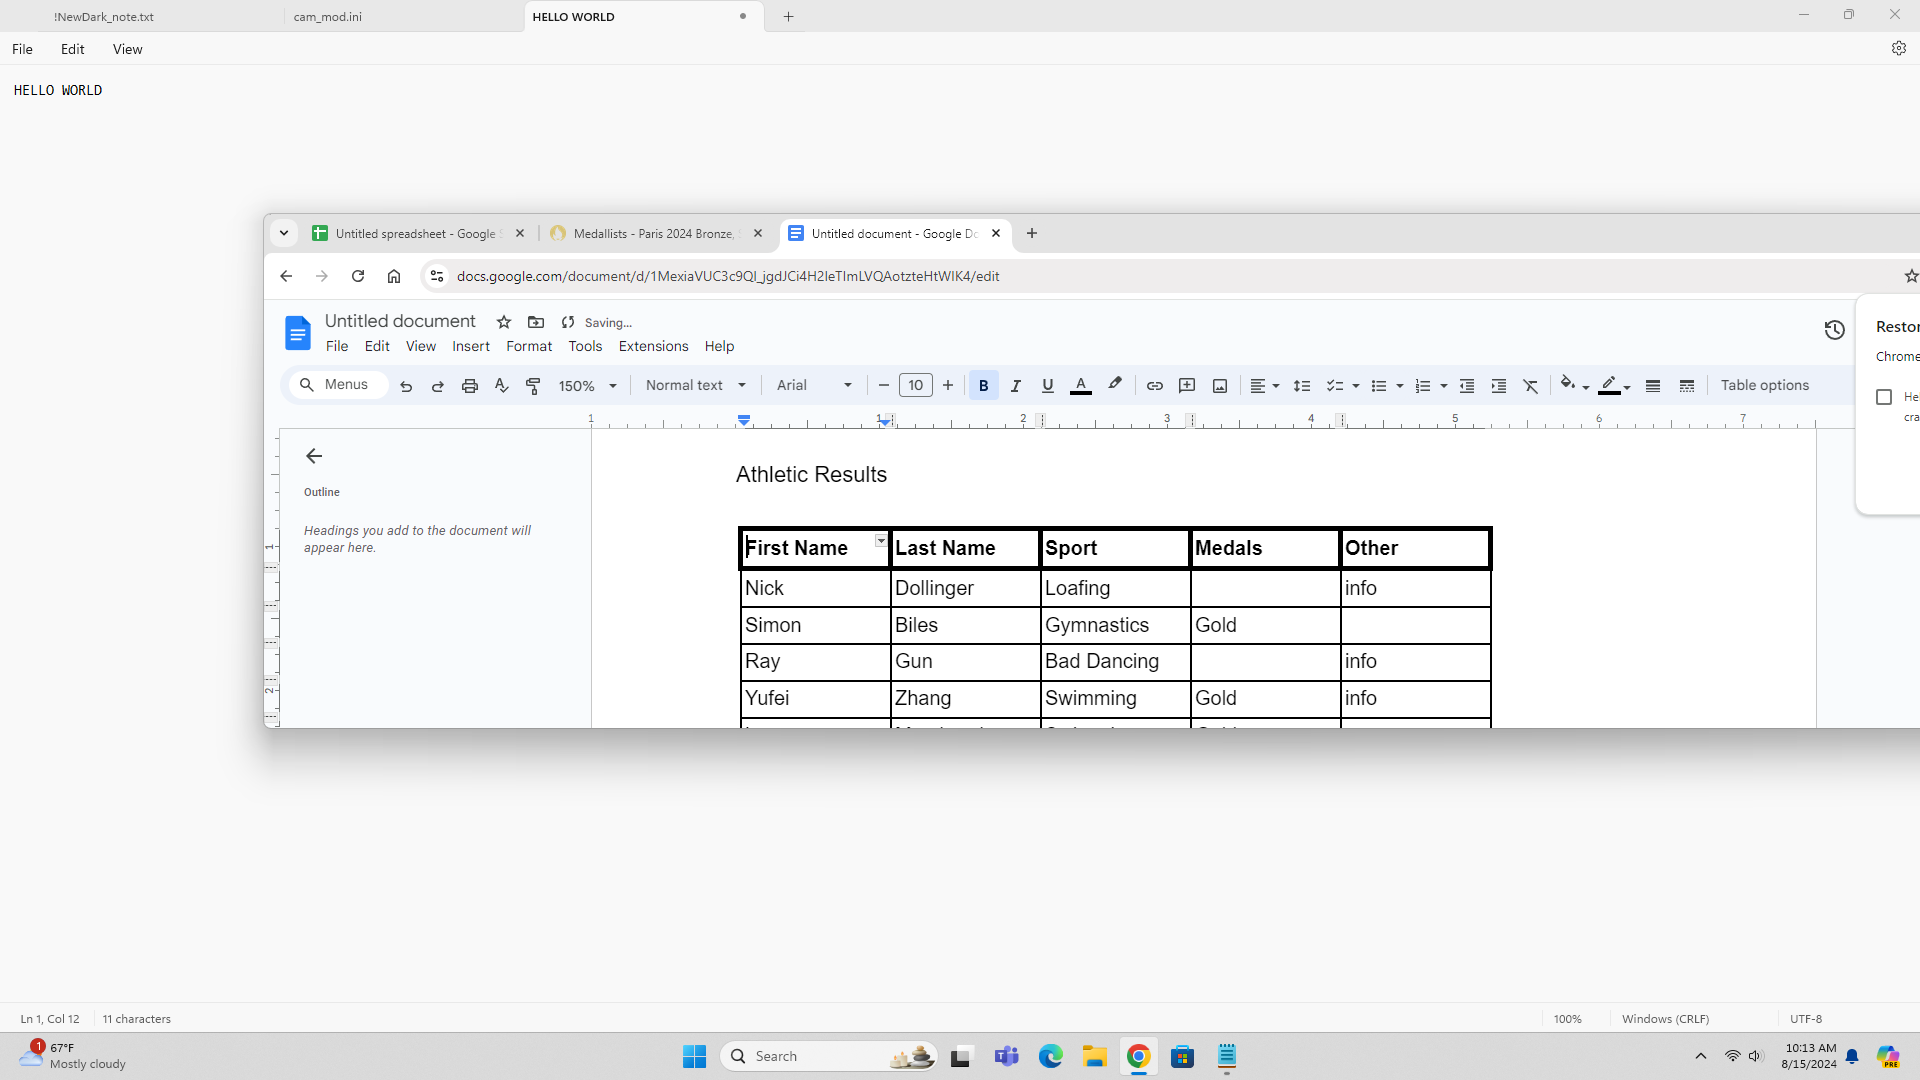 !NewDark_note.txt
cam_mod.ini
HELLO WORLD
File
Edit
View
HELLO WORLD
Untitled spreadsheet - Google
Medallists - Paris 2024 Bronze,
Untitled document - Google Do
docs.google.com/document/d/1MexiaVUC3c9QI_jgdJCi4H2IeTImLVQAotzteHtWIK4/edit
Untitled document
Saving...
File
Edit
View
Insert
Format
Tools
Extensions
Help
Menus
150%
Normal text
Arial
10
B
I
U
A
Table options
1
1
2
3
4
5
6
7
Restor
Chrome
Hel
cra
Outline
Headings you add to the document will
appear here.
1
2
Athletic Results
First Name Last Name Sport Medals Other
Nick Dollinger Loafing info
Simon Biles Gymnastics Gold
Ray Gun Bad Dancing info
Yufei Zhang Swimming Gold info
Ln 1, Col 12
11 characters
100%
Windows (CRLF)
UTF-8
1
67°F
Mostly cloudy
Search
10:13 AM
8/15/2024
PRE